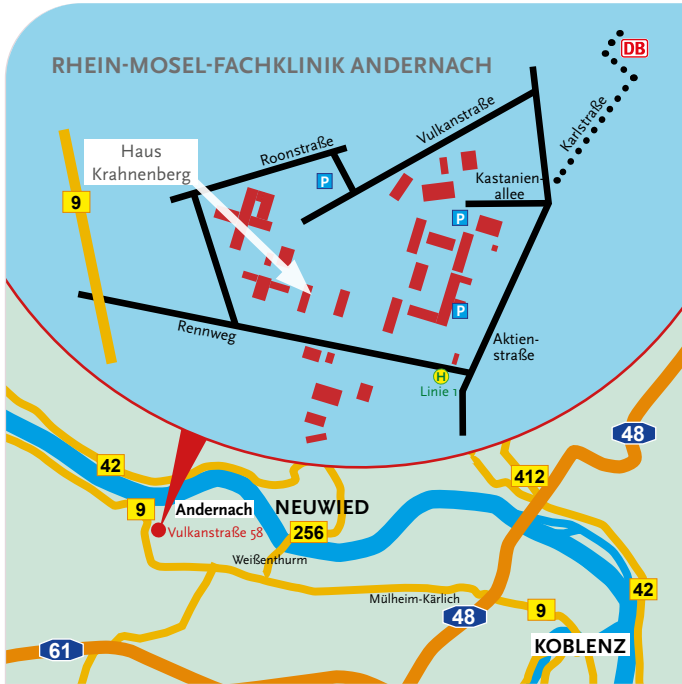 RHEIN-MOSEL-FACHKLINIK ANDERNACH
DB
Karlstraße
Vulkanstraße
Roonstraße
Haus
Krahnenberg
P
Kastanien-
allee
9
P
P
Rennweg
Aktien-
straße
H
Linie 1
48
42
412
9
Andernach
NEUWIED
Vulkanstraße 58
256
Weißenthurm
42
Mülheim-Kärlich
9
48
61
KOBLENZ